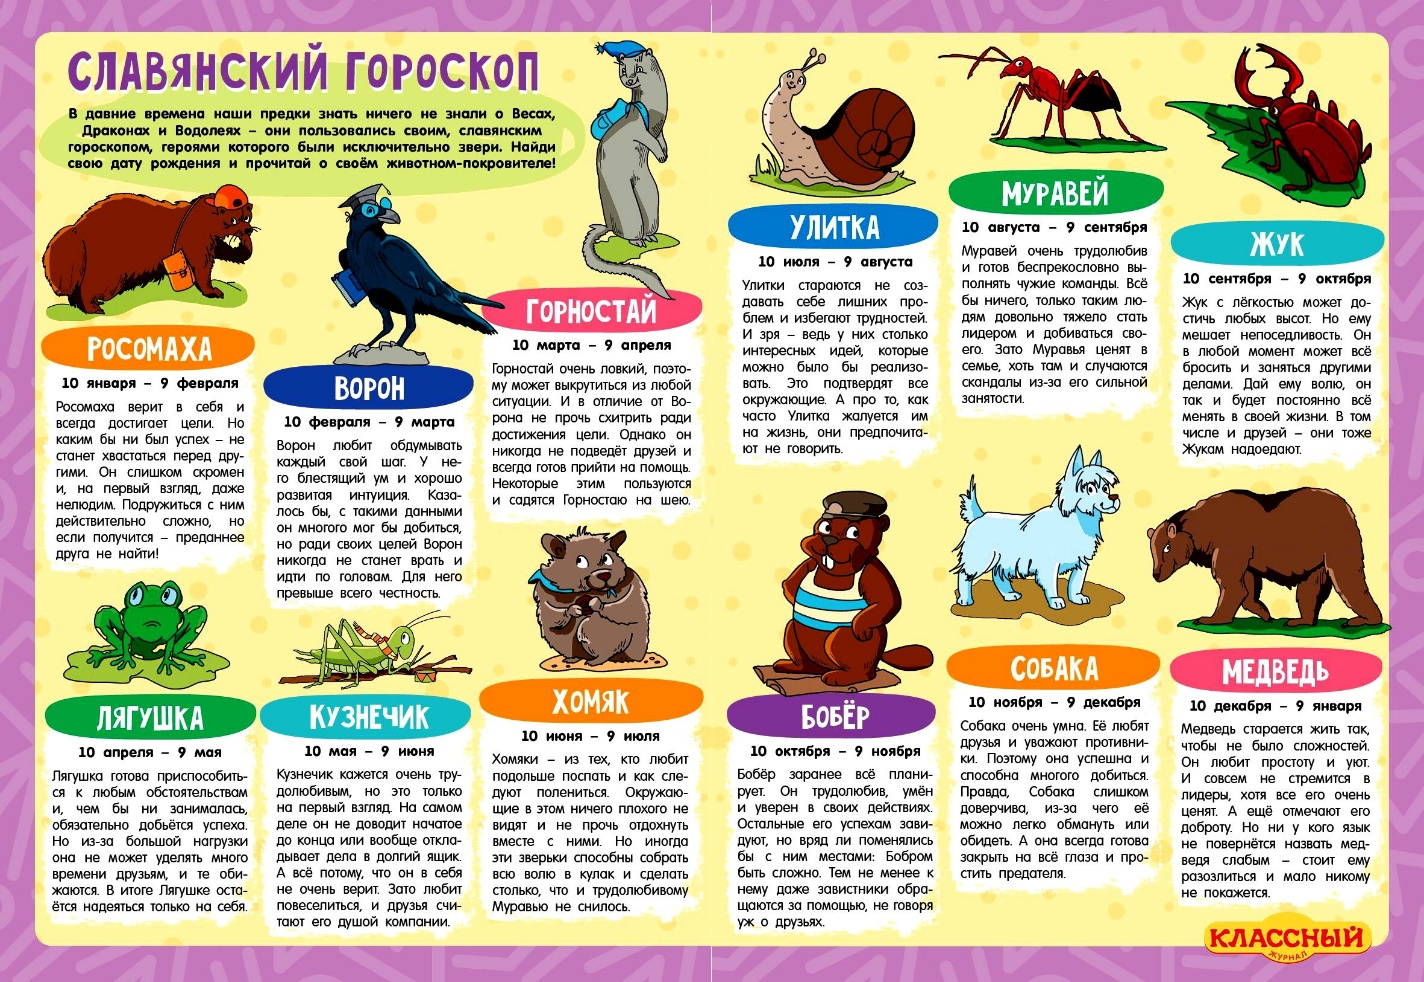 СЛАВЯНСКИЙ ГОРОСКОП
В давние времена наши предки знать ничего не знали о Весах,
Драконах и Водолеях – они пользовались своим, славянским
гороскопом, героями которого были исключительно звери. Найди
свою дату рождения и прочитай о своём животном-покровителе!
РОСОМАХА
10 января – 9 февраля
Росомаха верит в себя и
всегда достигает цели. Но
каким бы ни был успех – не
станет хвастаться перед дру-
гими. Он слишком скромен
и, на первый взгляд, даже
нелюдим. Подружиться с ним
действительно сложно, но
если получится – преданнее
друга не найти!
ВОРОН
10 февраля – 9 марта
Ворон любит обдумывать
каждый свой шаг. У не-
го блестящий ум и хорошо
развитая интуиция. Каза-
лось бы, с такими данными
он много мог бы добиться,
но ради своих целей Ворон
никогда не станет врать и
идти по головам. Для него
превыше всего честность.
ГОРНОСТАЙ
10 марта – 9 апреля
Горностай очень ловкий, поэто-
му может выкрутиться из любой
ситуации. И в отличие от Во-
рона не прочь схитрить ради
достижения цели. Однако он
никогда не подведёт друзей и
всегда готов прийти на помощь.
Некоторые этим пользуются
и садятся Горностаю на шею.
ЛЯГУШКА
10 апреля – 9 мая
Лягушка готова приспособить-
ся к любым обстоятельствам
и, чем бы ни занималась,
обязательно добьётся успеха.
Но из-за большой нагрузки
она не может уделять много
времени друзьям, и те оби-
жаются. В итоге Лягушке оста-
ётся надеяться только на себя.
КУЗНЕЧИК
10 мая – 9 июня
Кузнечик кажется очень тру-
долюбивым, но это только
на первый взгляд. На самом
деле он не доводит начатое
до конца или вообще откла-
дывает дела в долгий ящик.
А всё потому, что он в себя
не очень верит. Зато любит
повеселиться, и друзья счи-
тают его душой компании.
ХОМЯК
10 июня – 9 июля
Хомяки – из тех, кто любит
подольше поспать и как сле-
дует полениться. Окружаю-
щие в этом ничего плохого не
видят и не прочь отдохнуть
вместе с ними. Но иногда
эти зверьки способны собрать
всю волю в кулак и сделать
столько, что и трудолюбивому
Муравью не снилось.
УЛИТКА
10 июля – 9 августа
Улитки стараются не соз-
давать себе лишних про-
блем и избегают трудностей.
И зря – ведь у них столько
интересных идей, которые
можно было бы реализо-
вать. Это подтвердят все
окружающие. А про то, как
часто Улитка жалуется им
на жизнь, они предпочита-
ют не говорить.
МУРАВЕЙ
10 августа – 9 сентября
Муравей очень трудолюбив
и готов беспрекословно вы-
полнять чужие команды. Всё
бы ничего, только таким лю-
дям довольно тяжело стать
лидером и добиваться сво-
его. Зато Муравья ценят в
семье, хоть там и случаются
скандалы из-за его сильной
занятости.
ЖУК
10 сентября – 9 октября
Жук с лёгкостью может до-
стичь любых высот. Но ему
мешает непоседливость. Он
в любой момент может всё
бросить и заняться другими
делами. Дай ему волю, он
так и будет постоянно всё
менять в своей жизни. В том
числе и друзей – они тоже
Жукам надоедают.
БОБЁР
10 октября – 9 ноября
Бобёр заранее всё плани-
рует. Он трудолюбив, умён
и уверен в своих действиях.
Остальные его успехам зави-
дуют, но вряд ли поменялись
бы с ним местами: Бобром
быть сложно. Тем не менее к
нему даже завистники обра-
щаются за помощью, не говоря
уж о друзьях.
СОБАКА
10 ноября – 9 декабря
Собака очень умна. Её любят
друзья и уважают противни-
ки. Поэтому она успешна и
способна многого добиться.
Правда, Собака слишком
доверчива, из-за чего её
можно легко обмануть или
обидеть. А она всегда готова
закрыть на всё глаза и про-
стить предателя.
МЕДВЕДЬ
10 декабря – 9 января
Медведь старается жить так,
чтобы не было сложностей.
Он любит простоту и уют.
И совсем не стремится в
лидеры, хотя все его очень
ценят. А ещё отмечают его
доброту. Но ни у кого язык
не повернётся назвать мед-
ведя слабым – стоит ему
разозлиться и мало никому
не покажется.
КЛАССНЫЙ
ЖУРНАЛ